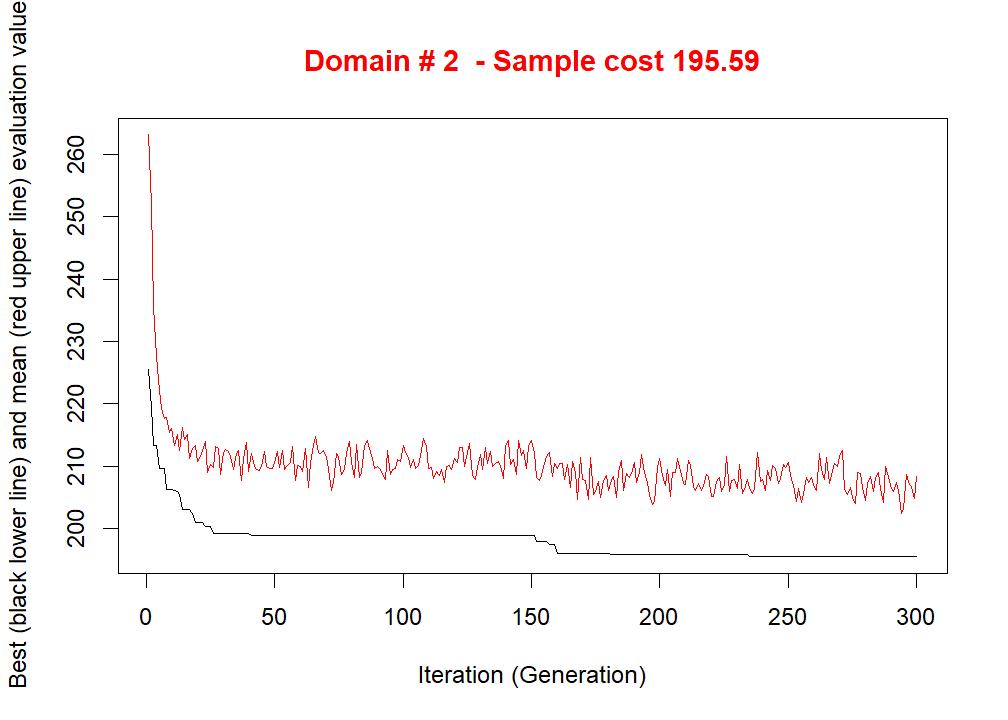 Domain # 2  - Sample cost 195.59
Best (black lower line) and mean (red upper line) evaluation value
260
250
240
230
220
210
200
0 50 100 150 200 250 300
Iteration (Generation)